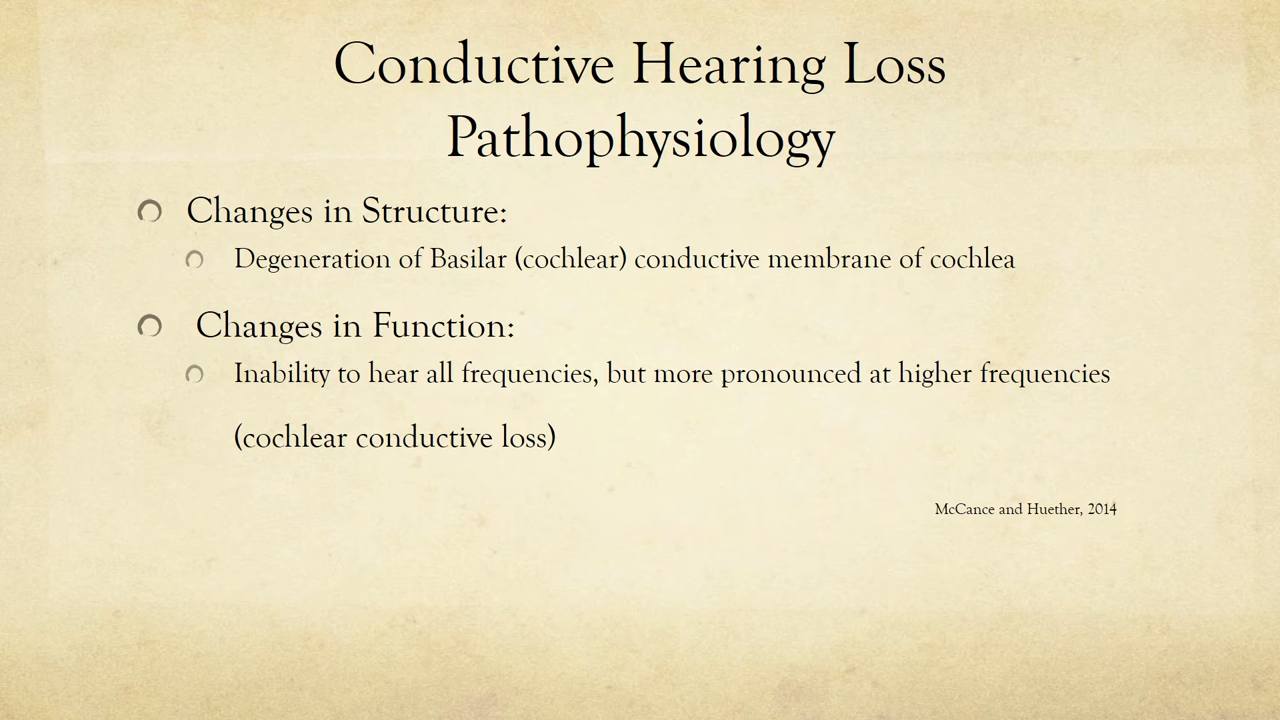 Conductive Hearing Loss
Pathophysiology
Changes in Structure:
Degeneration of Basilar (cochlear) conductive membrane of cochlea
Changes in Function:
Inability to hear all frequencies, but more pronounced at higher frequencies
(cochlear conductive loss)
McCance and Huether, 2014